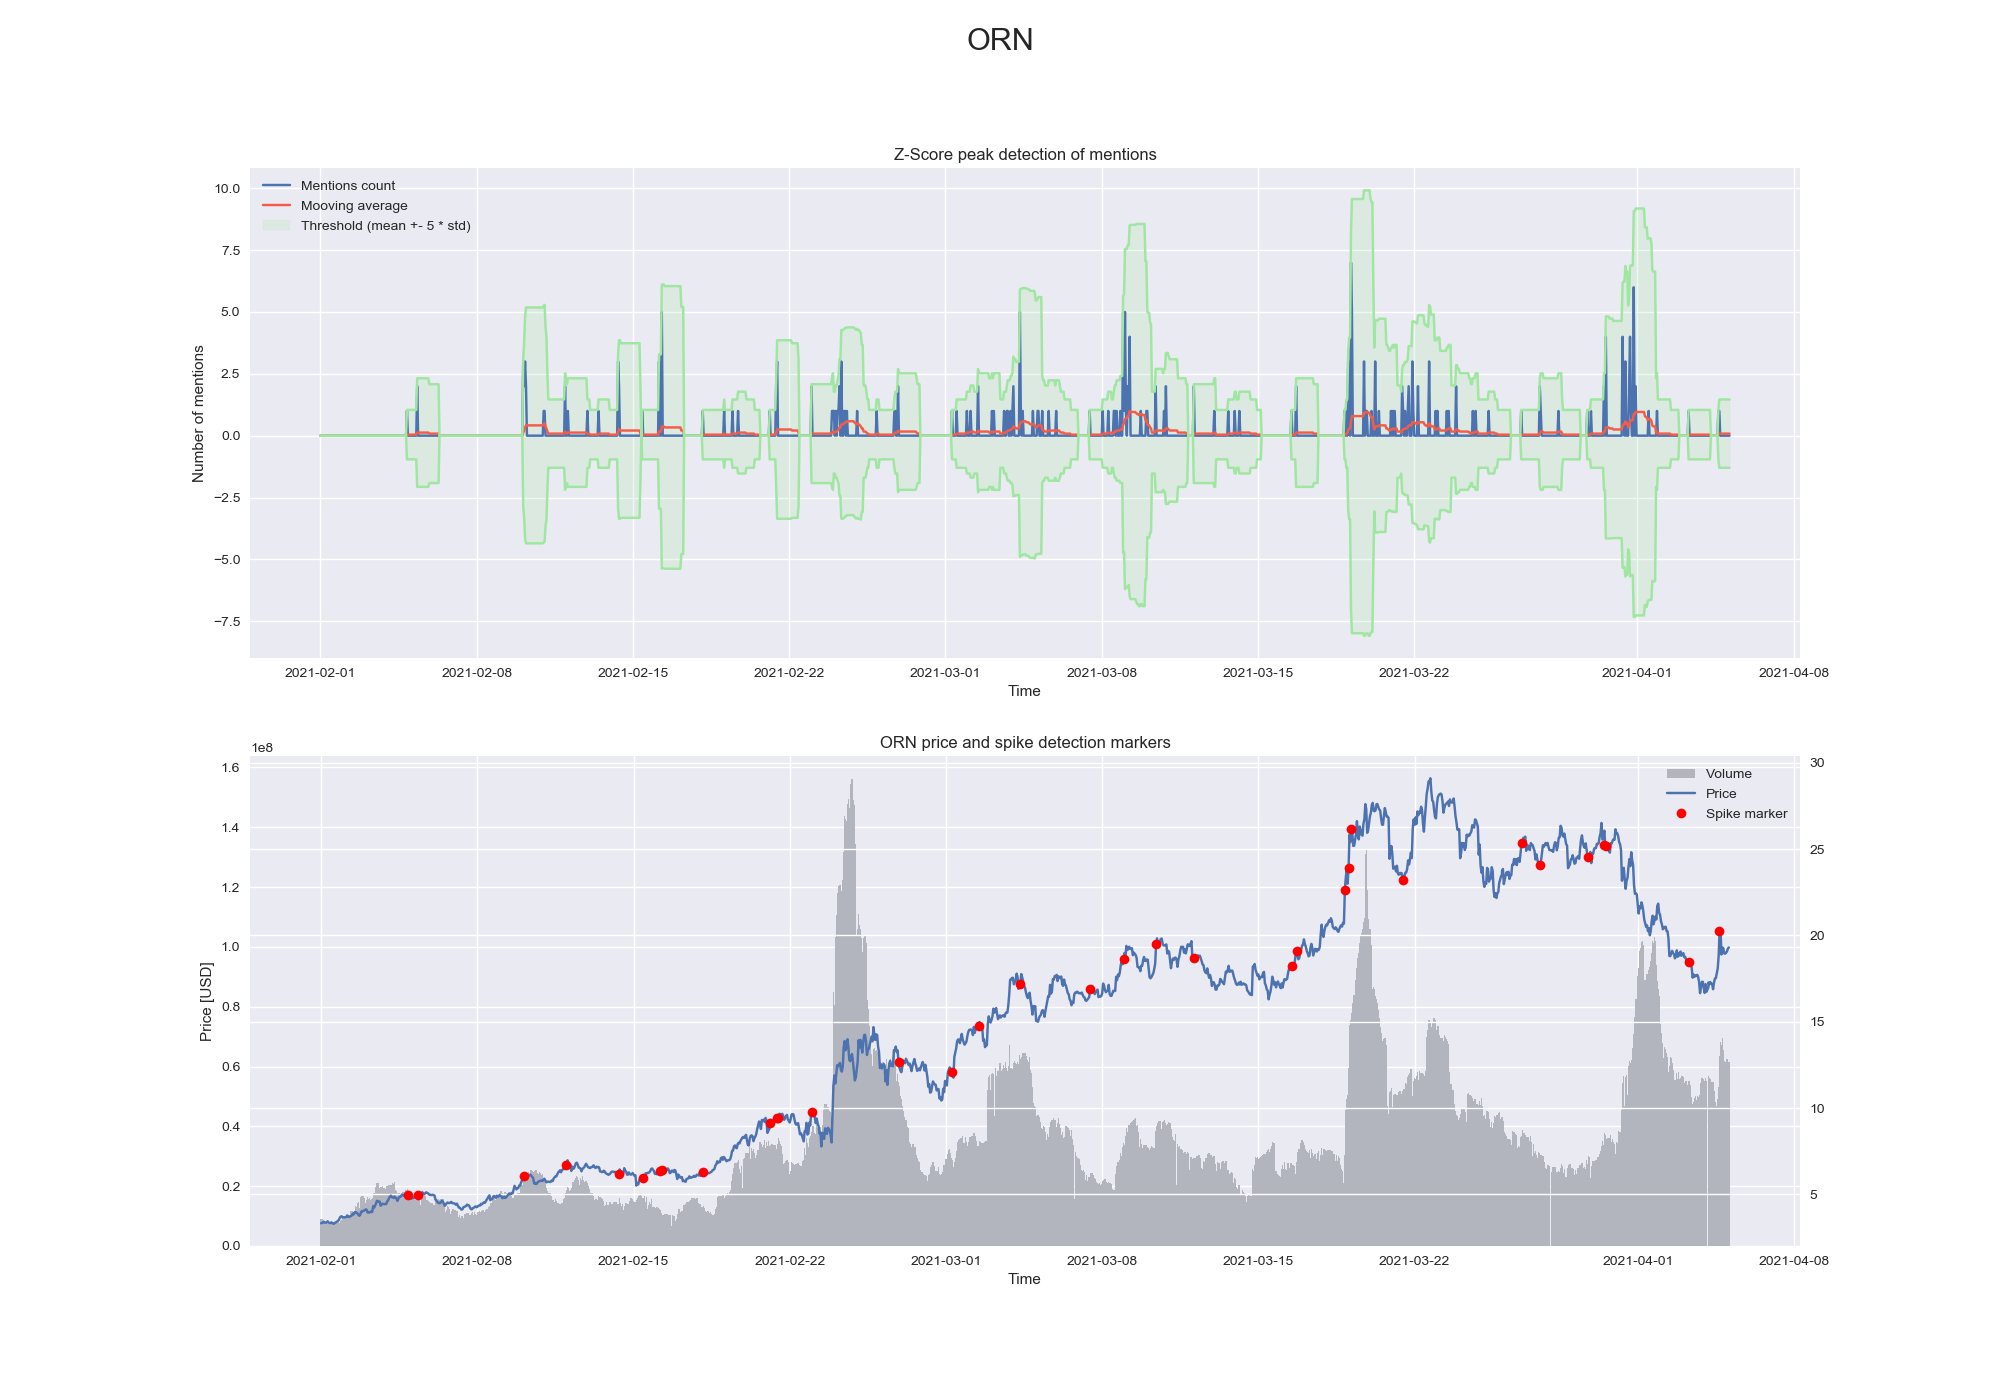 ORN
Z-Score peak detection of mentions
Mentions count
Mooving average
Threshold (mean +- 5 * std)
10.0
7.5
5.0
2.5
0.0
−2.5
−5.0
−7.5
Number of mentions
2021-02-01 2021-02-08 2021-02-15 2021-02-22 2021-03-01 2021-03-08 2021-03-15 2021-03-22 2021-04-01 2021-04-08
Time
ORN price and spike detection markers
1e8
Volume
Price
Spike marker
1.6
1.4
1.2
1.0
0.8
0.6
0.4
0.2
0.0
Price [USD]
30
25
20
15
10
5
2021-02-01 2021-02-08 2021-02-15 2021-02-22 2021-03-01 2021-03-08 2021-03-15 2021-03-22 2021-04-01 2021-04-08
Time